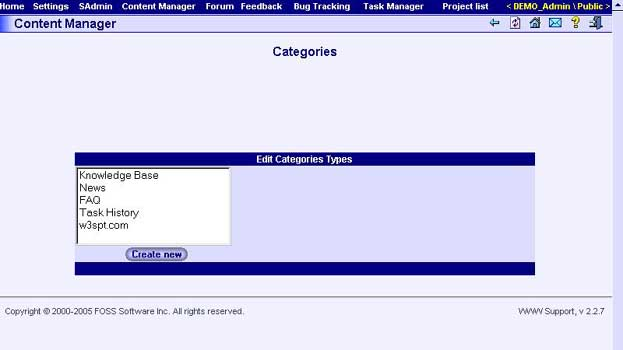 Home Settings SAdmin Content Manager Forum Feedback Bug Tracking Task Manager Project list < DEMO_Admin \ Public >
Content Manager
Categories
Edit Categories Types
Knowledge Base
News
FAQ
Task History
w3spt.com
Create new
Copyright © 2000-2005 FOSS Software Inc. All rights reserved. WWW Support, v 2.2.7